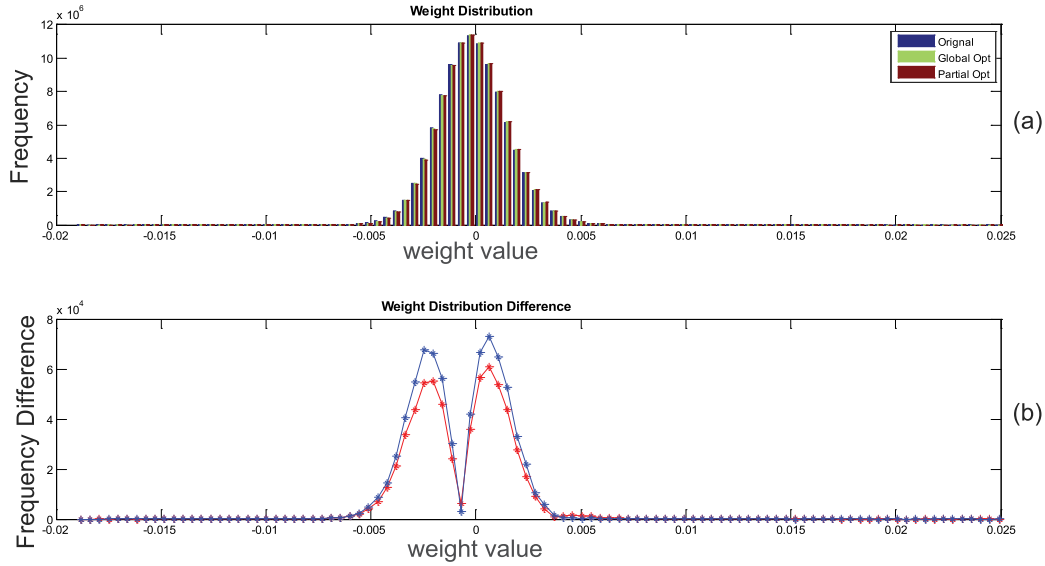 Weight Distribution
x 10^6
12
10
8
6
4
2
0
Frequency
Orignal
Global Opt
Partial Opt
(a)
-0.02 -0.015 -0.01 -0.005 0 0.005 0.01 0.015 0.02 0.025
weight value
Weight Distribution Difference
x 10^4
8
6
4
2
0
Frequency Difference
(b)
-0.02 -0.015 -0.01 -0.005 0 0.005 0.01 0.015 0.02 0.025
weight value